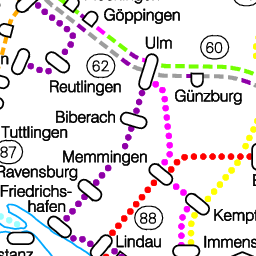 Göppingen
Ulm
60
62
Reutlingen
Günzburg
Biberach
Tuttlingen
87
Memmingen
Ravensburg
Friedrichs-
hafen
Kempt
88
Lindau
Immens